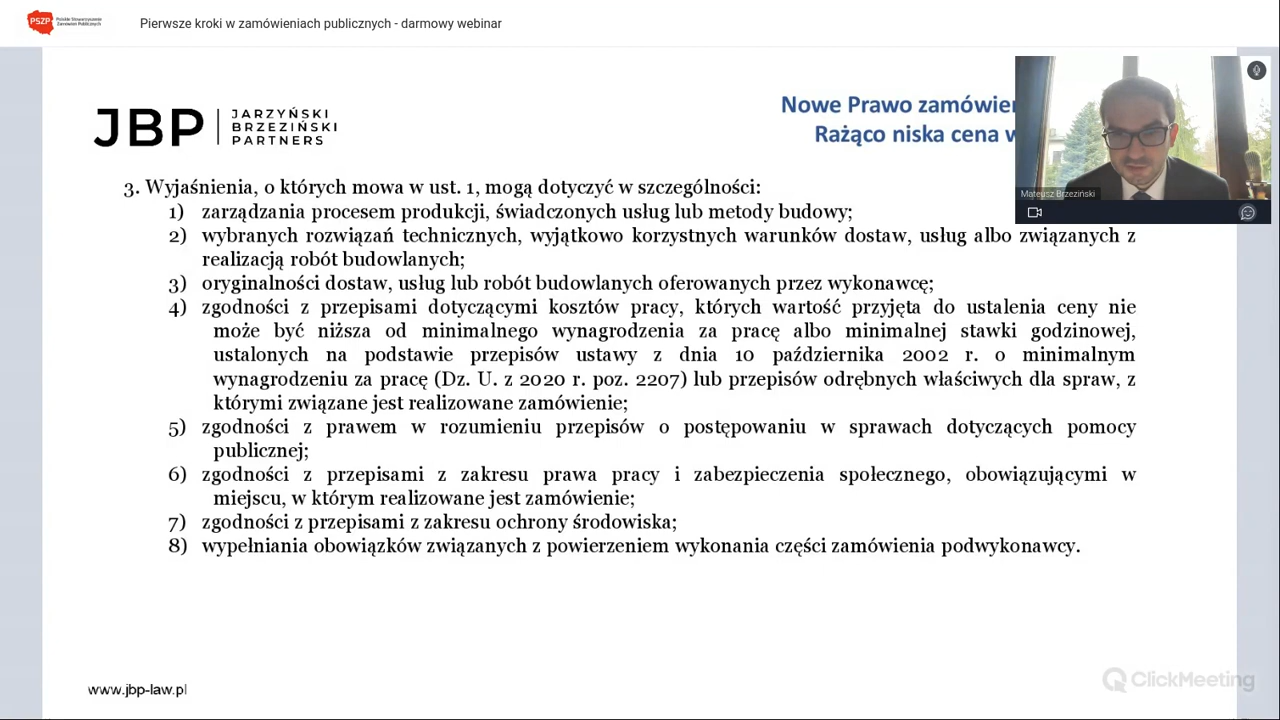 PSZP Polskie Stowarzyszenie
Zamówień Publicznych
Pierwsze kroki w zamówieniach publicznych - darmowy webinar
JBP
JARZYŃSKI
BRZEZIŃSKI
PARTNERS
Nowe Prawo
Rażąco niska cena
Mateusz Brzeziński
3. Wyjaśnienia, o których mowa w ust. 1, mogą dotyczyć w szczególności:
1) zarządzania procesem produkcji, świadczonych usług lub metody budowy;
2) wybranych rozwiązań technicznych, wyjątkowo korzystnych warunków dostaw, usług albo związanych z
realizacją robót budowlanych;
3) oryginalności dostaw, usług lub robót budowlanych oferowanych przez wykonawcę;
4) zgodności z przepisami dotyczącymi kosztów pracy, których wartość przyjęta do ustalenia ceny nie
może być niższa od minimalnego wynagrodzenia za pracę albo minimalnej stawki godzinowej,
ustalonych na podstawie przepisów ustawy z dnia 10 października 2002 r. o minimalnym
wynagrodzeniu za pracę (Dz. U. z 2020 r. poz. 2207) lub przepisów odrębnych właściwych dla spraw, z
którymi związane jest realizowane zamówienie;
5) zgodności z prawem w rozumieniu przepisów o postępowaniu w sprawach dotyczących pomocy
publicznej;
6) zgodności z przepisami z zakresu prawa pracy i zabezpieczenia społecznego, obowiązującymi w
miejscu, w którym realizowane jest zamówienie;
7) zgodności z przepisami z zakresu ochrony środowiska;
8) wypełniania obowiązków związanych z powierzeniem wykonania części zamówienia podwykonawcy.
www.jbp-law.pl
ClickMeeting